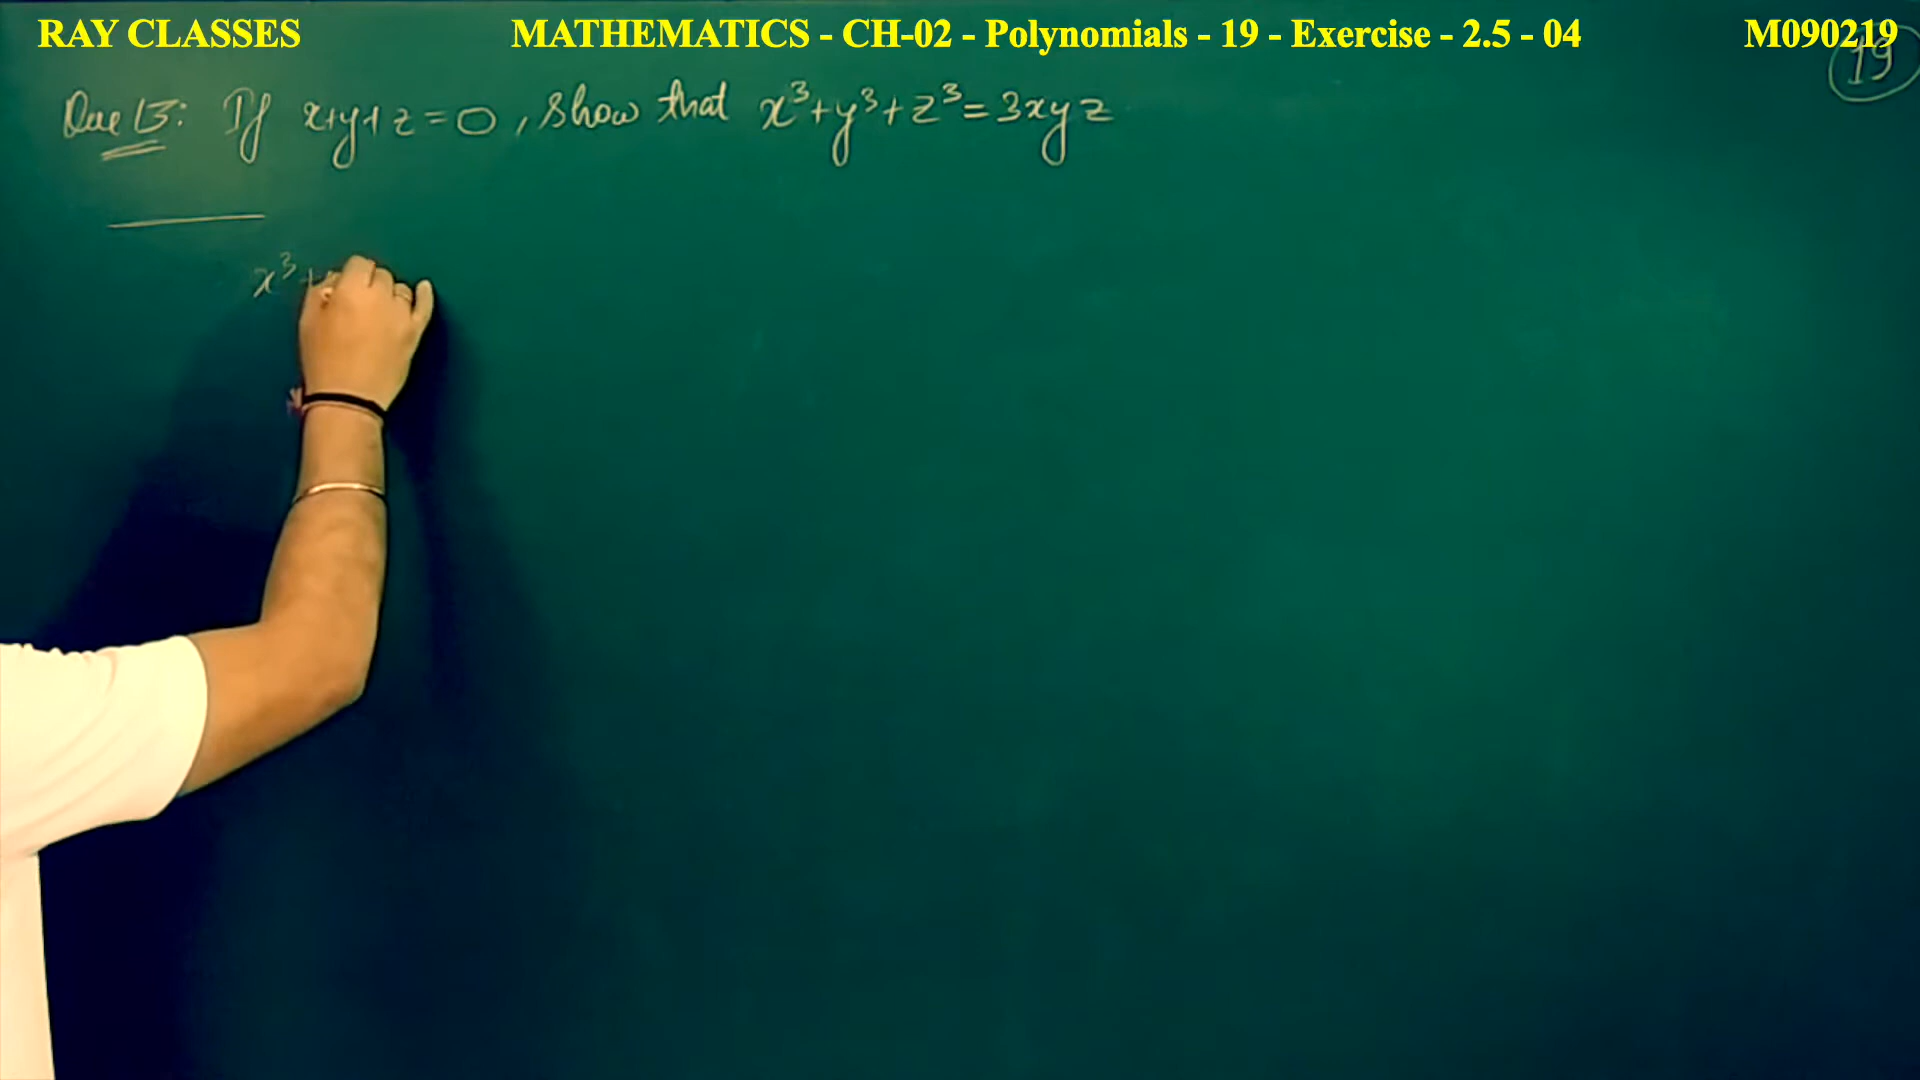 RAY CLASSES MATHEMATICS - CH-02 - Polynomials - 19 - Exercise - 2.5 - 04 M090219
19
Que 13: If x+y+z=0, show that x³+y³+z³=3xyz
x³+